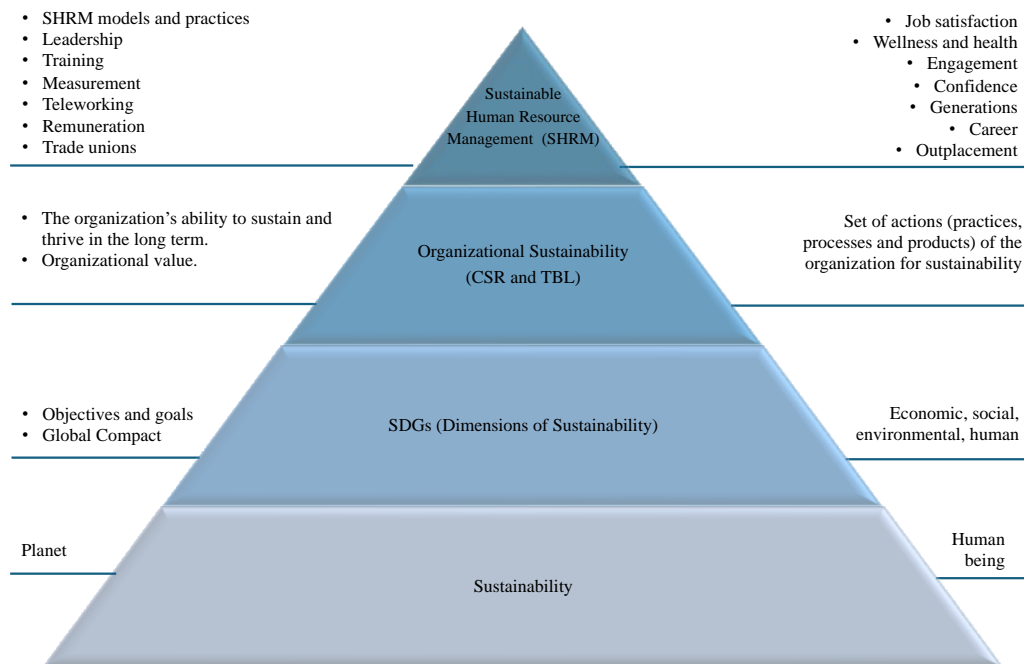 • SHRM models and practices
• Leadership
• Training
• Measurement
• Teleworking
• Remuneration
• Trade unions
Sustainable
Human Resource
Management (SHRM)
• Job satisfaction
• Wellness and health
• Engagement
• Confidence
• Generations
• Career
• Outplacement
• The organization’s ability to sustain and
thrive in the long term.
• Organizational value.
Organizational Sustainability
(CSR and TBL)
Set of actions (practices,
processes and products) of the
organization for sustainability
• Objectives and goals
• Global Compact
SDGs (Dimensions of Sustainability)
Economic, social,
environmental, human
Planet
Sustainability
Human
being